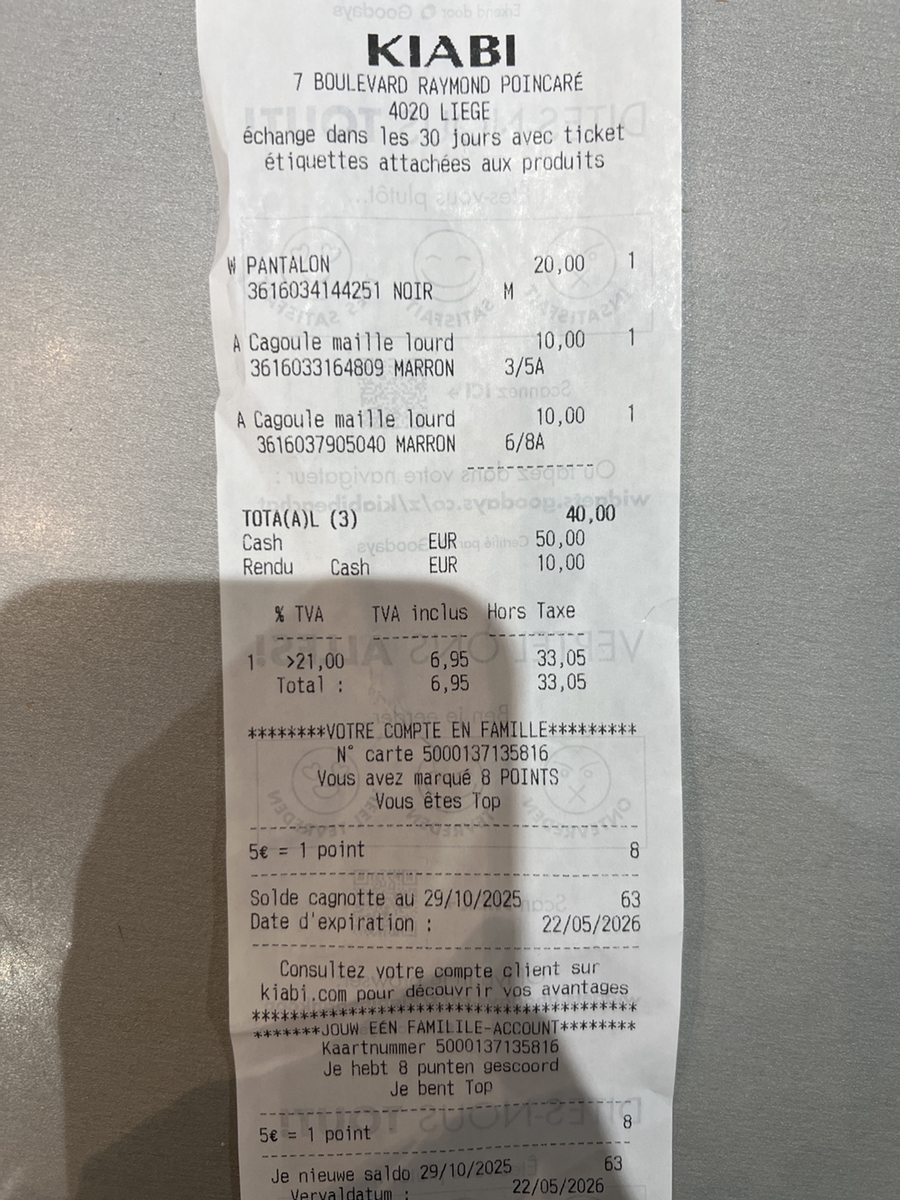 KIABI
7 BOULEVARD RAYMOND POINCARÉ
4020 LIEGE
échange dans les 30 jours avec ticket
étiquettes attachées aux produits
W PANTALON 20,00 1
3616034144251 NOIR M
A Cagoule maille lourd 10,00 1
3616033164809 MARRON 3/5A
A Cagoule maille lourd 10,00 1
3616037905040 MARRON 6/8A
TOTA(A)L (3) 40,00
Cash EUR 50,00
Rendu Cash EUR 10,00
% TVA TVA inclus Hors Taxe
1 >21,00 6,95 33,05
Total : 6,95 33,05
********VOTRE COMPTE EN FAMILLE*********
N° carte 5000137135816
Vous avez marqué 8 POINTS
Vous êtes Top
5€ = 1 point 8
Solde cagnotte au 29/10/2025 63
Date d'expiration : 22/05/2026
Consultez votre compte client sur
kiabi.com pour découvrir vos avantages
****************************************
*******JOUW EEN FAMILILE-ACCOUNT********
Kaartnummer 5000137135816
Je hebt 8 punten gescoord
Je bent Top
5€ = 1 point 8
Je nieuwe saldo 29/10/2025 63
Vervaldatum : 22/05/2026